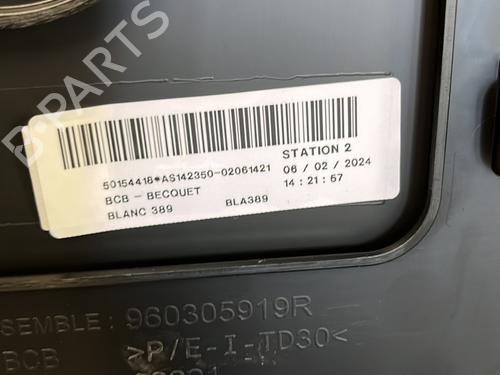 B-PARTS
50154418*AS142350-02061421
STATION 2
BCB - BECQUET
06 / 02 / 2024
BLANC 389
BLA389
14 : 21 : 57
SEMBLE : 960305919R
BCB >P/E-I-TD30<